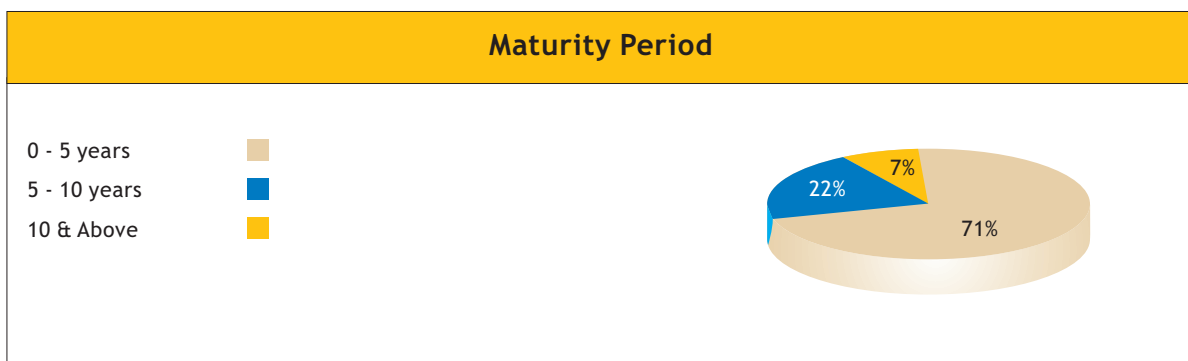 Maturity Period
0 - 5 years
5 - 10 years
10 & Above
7%
22%
71%